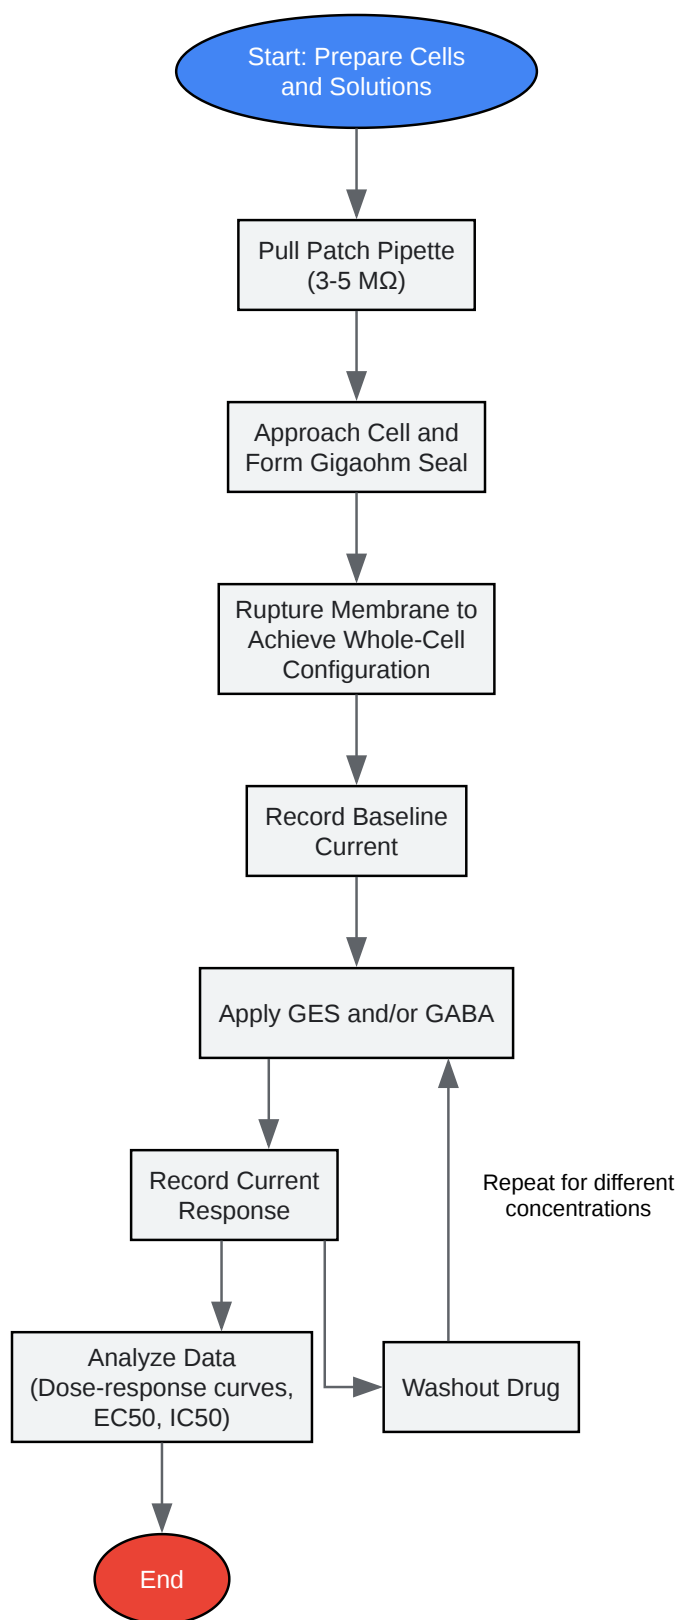 Start: Prepare Cells
and Solutions
Pull Patch Pipette
(3-5 MΩ)
Approach Cell and
Form Gigaohm Seal
Rupture Membrane to
Achieve Whole-Cell
Configuration
Record Baseline
Current
Apply GES and/or GABA
Record Current
Response
Repeat for different
concentrations
Analyze Data
(Dose-response curves,
EC50, IC50)
Washout Drug
End